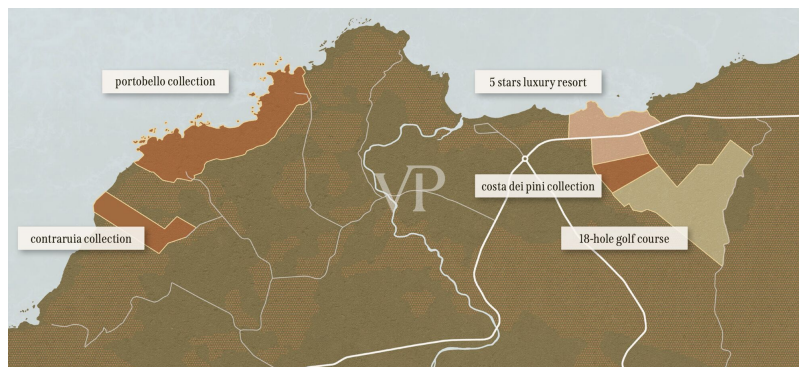 portobello collection
5 stars luxury resort
VP
costa dei pini collection
contraruia collection
18-hole golf course